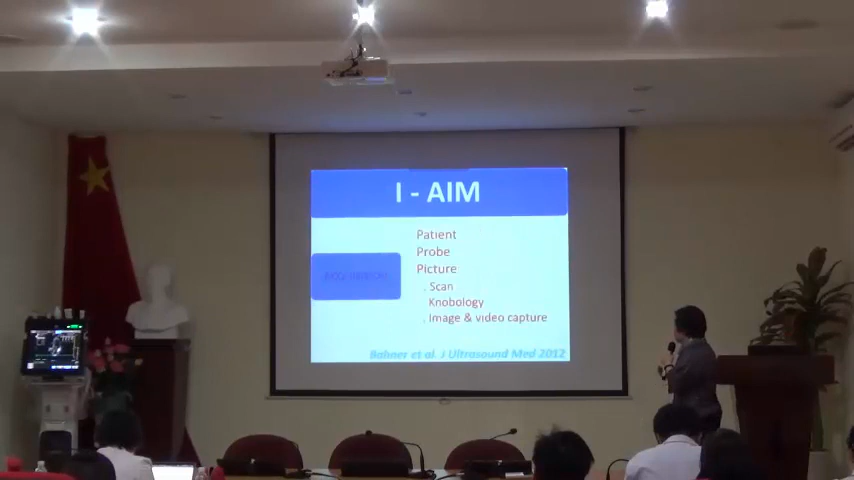 I - AIM
Patient
Probe
Picture:
. Scan
Knobology
. Image & video capture
Bahner et al. J Ultrasound Med 2012